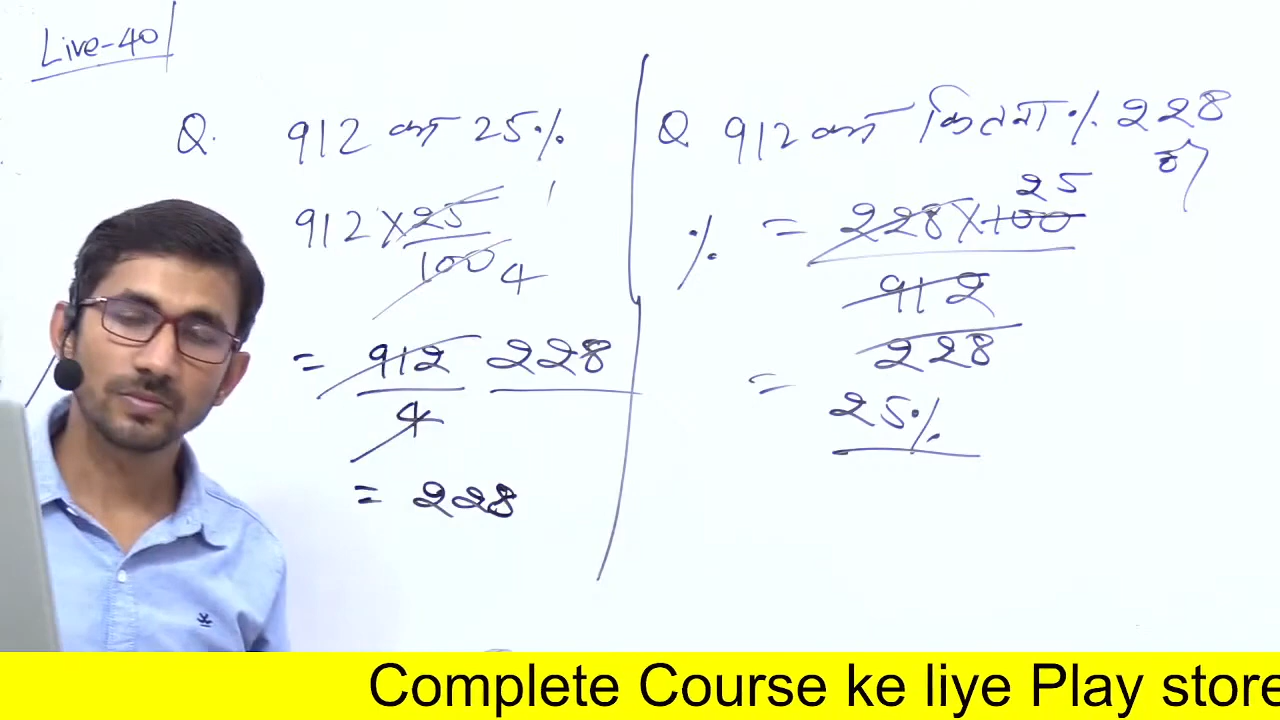 Live-40
Q. 912 का 25%
912 × 25
100 4
= 912 228
4
= 228
Q 912 का कितना % 228
है
25
% = 228 × 100
912
228
= 25%
Complete Course ke liye Play store